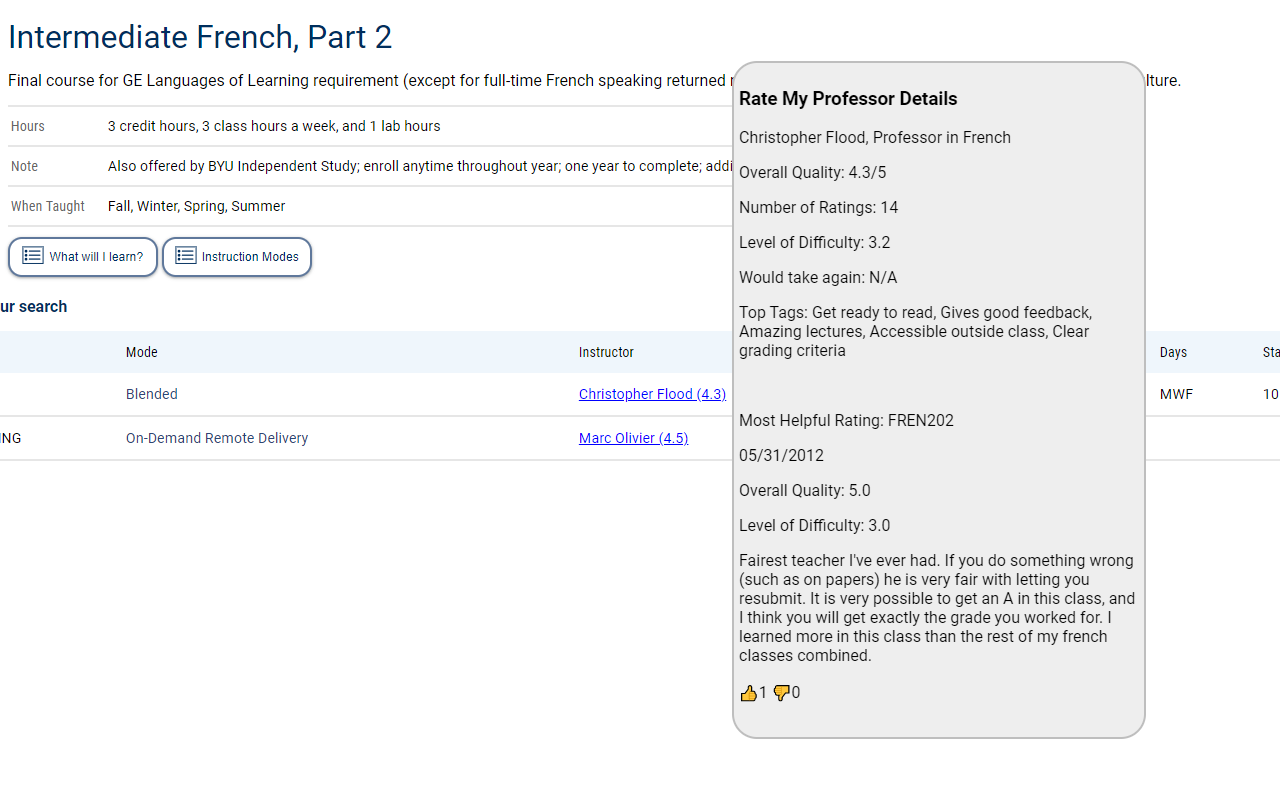 Intermediate French, Part 2
Final course for GE Languages of Learning requirement (except for full-time French speaking returned
lture.
Hours 3 credit hours, 3 class hours a week, and 1 lab hours
Note Also offered by BYU Independent Study; enroll anytime throughout year; one year to complete; addi
When Taught Fall, Winter, Spring, Summer
What will I learn? Instruction Modes
ur search
Mode Instructor Days Sta
Blended Christopher Flood (4.3) MWF 10
ING On-Demand Remote Delivery Marc Olivier (4.5)
Rate My Professor Details
Christopher Flood, Professor in French
Overall Quality: 4.3/5
Number of Ratings: 14
Level of Difficulty: 3.2
Would take again: N/A
Top Tags: Get ready to read, Gives good feedback,
Amazing lectures, Accessible outside class, Clear
grading criteria
Most Helpful Rating: FREN202
05/31/2012
Overall Quality: 5.0
Level of Difficulty: 3.0
Fairest teacher I've ever had. If you do something wrong
(such as on papers) he is very fair with letting you
resubmit. It is very possible to get an A in this class, and
I think you will get exactly the grade you worked for. I
learned more in this class than the rest of my french
classes combined.
👍1 👎0